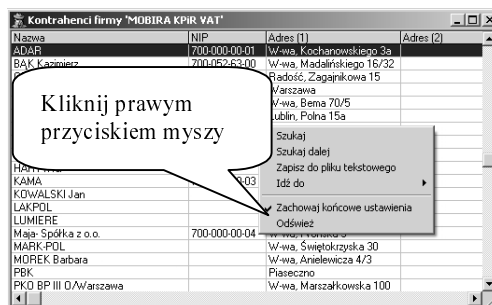 Kontrahenci firmy 'MOBIRA KPiR VAT'
Nazwa NIP Adres (1) Adres (2)
ADAR 700-000-00-01 W-wa, Kochanowskiego 3a
BĄK Kazimierz 700-052-63-00 W-wa, Madalińskiego 16/32
Radość, Zagajnikowa 15
Warszawa
W-wa, Bema 70/5
Lublin, Polna 15a
Kliknij prawym
przyciskiem myszy
Szukaj
Szukaj dalej
Zapisz do pliku tekstowego
Idź do
Zachowaj końcowe ustawienia
Odśwież
KAMA
KOWALSKI Jan
LAKPOL
LUMIERE
Maja- Spółka z o.o. 700-000-00-04
MARK-POL W-wa, Świętokrzyska 30
MOREK Barbara W-wa, Anielewicza 4/3
PBK Piaseczno
PKO BP III O/Warszawa W-wa, Marszałkowska 100